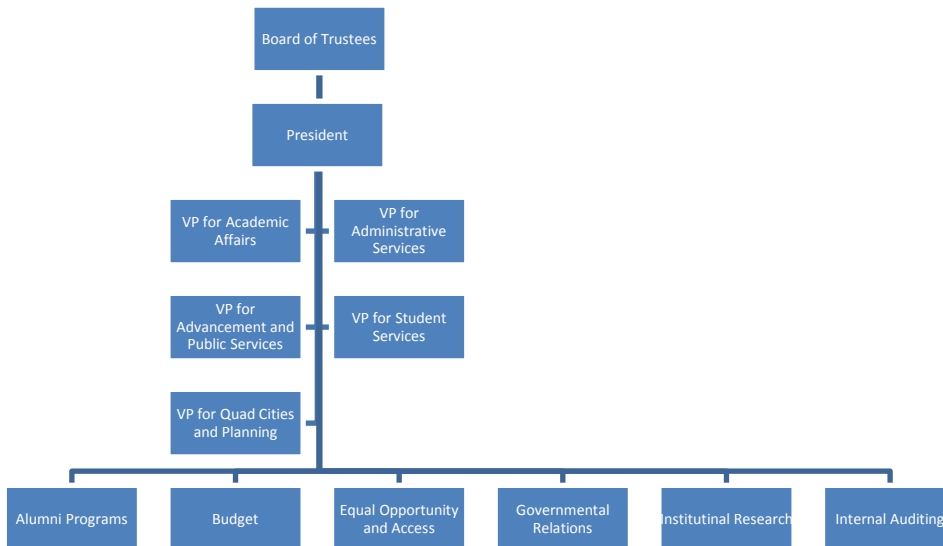 Board of Trustees
President
VP for Academic
Affairs
VP for
Administrative
Services
VP for
Advancement and
Public Services
VP for Student
Services
VP for Quad Cities
and Planning
Alumni Programs
Budget
Equal Opportunity
and Access
Governmental
Relations
Institutinal Research
Internal Auditing